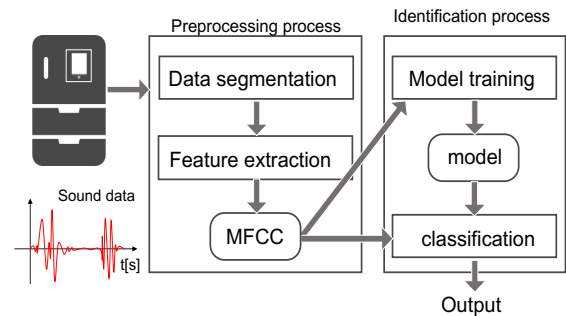 Preprocessing process
Identification process
Data segmentation
Model training
Feature extraction
model
Sound data
MFCC
classification
t[s]
Output